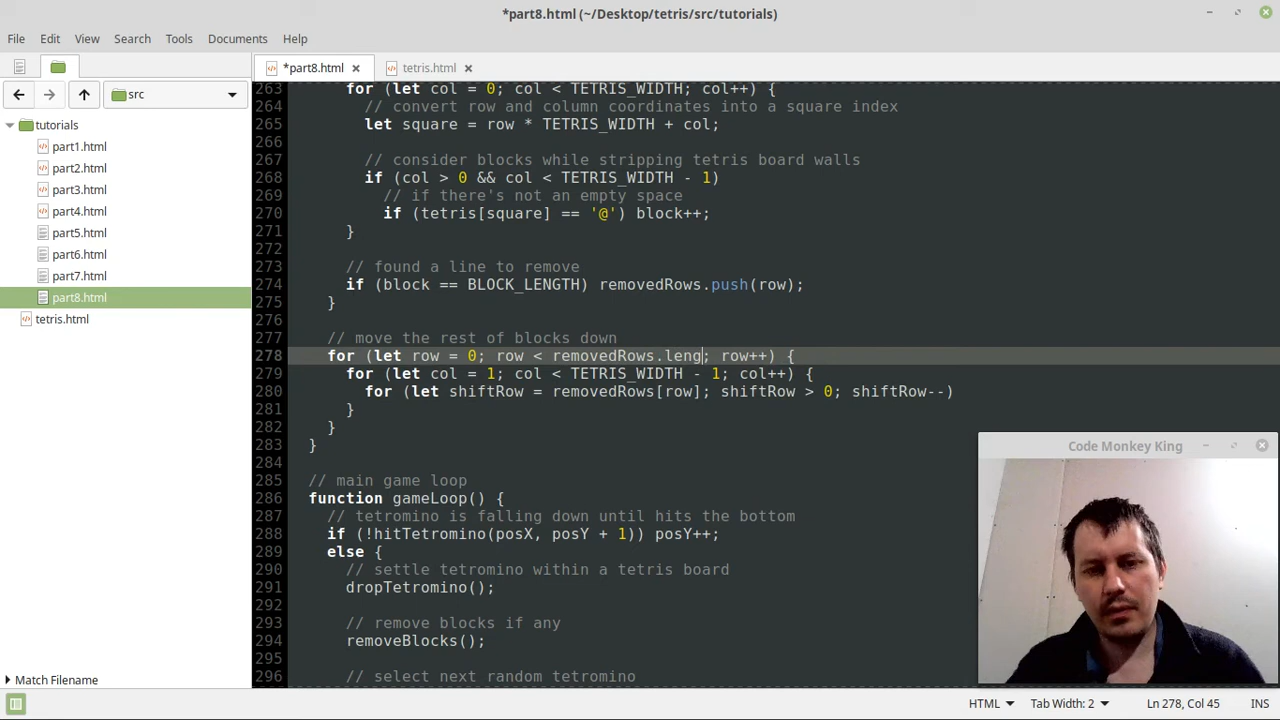 *part8.html (~/Desktop/tetris/src/tutorials)
File Edit View Search Tools Documents Help
*part8.html
tetris.html
src
tutorials
part1.html
part2.html
part3.html
part4.html
part5.html
part6.html
part7.html
part8.html
tetris.html
Match Filename
263 for (let col = 0; col < TETRIS_WIDTH; col++) {
264 // convert row and column coordinates into a square index
265 let square = row * TETRIS_WIDTH + col;
266
267 // consider blocks while stripping tetris board walls
268 if (col > 0 && col < TETRIS_WIDTH - 1)
269 // if there's not an empty space
270 if (tetris[square] == '@') block++;
271 }
272
273 // found a line to remove
274 if (block == BLOCK_LENGTH) removedRows.push(row);
275 }
276
277 // move the rest of blocks down
278 for (let row = 0; row < removedRows.leng; row++) {
279 for (let col = 1; col < TETRIS_WIDTH - 1; col++) {
280 for (let shiftRow = removedRows[row]; shiftRow > 0; shiftRow--)
281 }
282 }
283 }
284
285 // main game loop
286 function gameLoop() {
287 // tetromino is falling down until hits the bottom
288 if (!hitTetromino(posX, posY + 1)) posY++;
289 else {
290 // settle tetromino within a tetris board
291 dropTetromino();
292
293 // remove blocks if any
294 removeBlocks();
295
296 // select next random tetromino
Code Monkey King
HTML Tab Width: 2 Ln 278, Col 45 INS